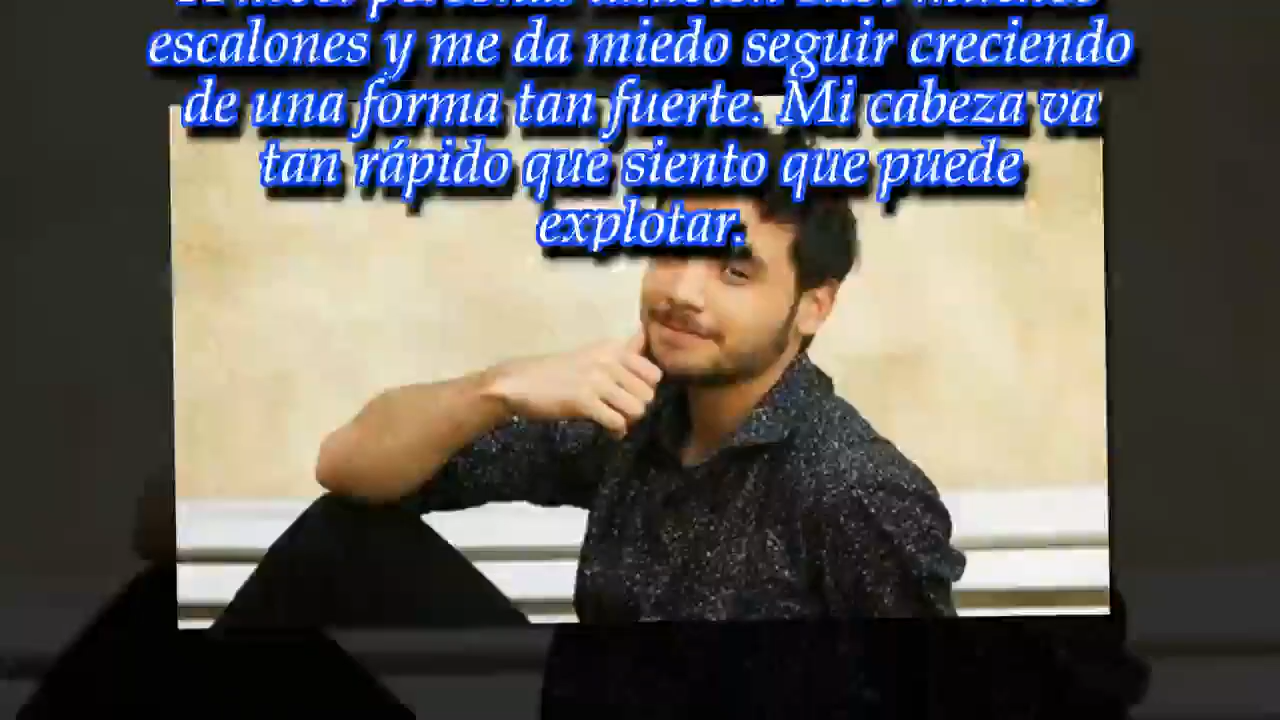 escalones y me da miedo seguir creciendo
de una forma tan fuerte. Mi cabeza va
tan rápido que siento que puede
explotar.